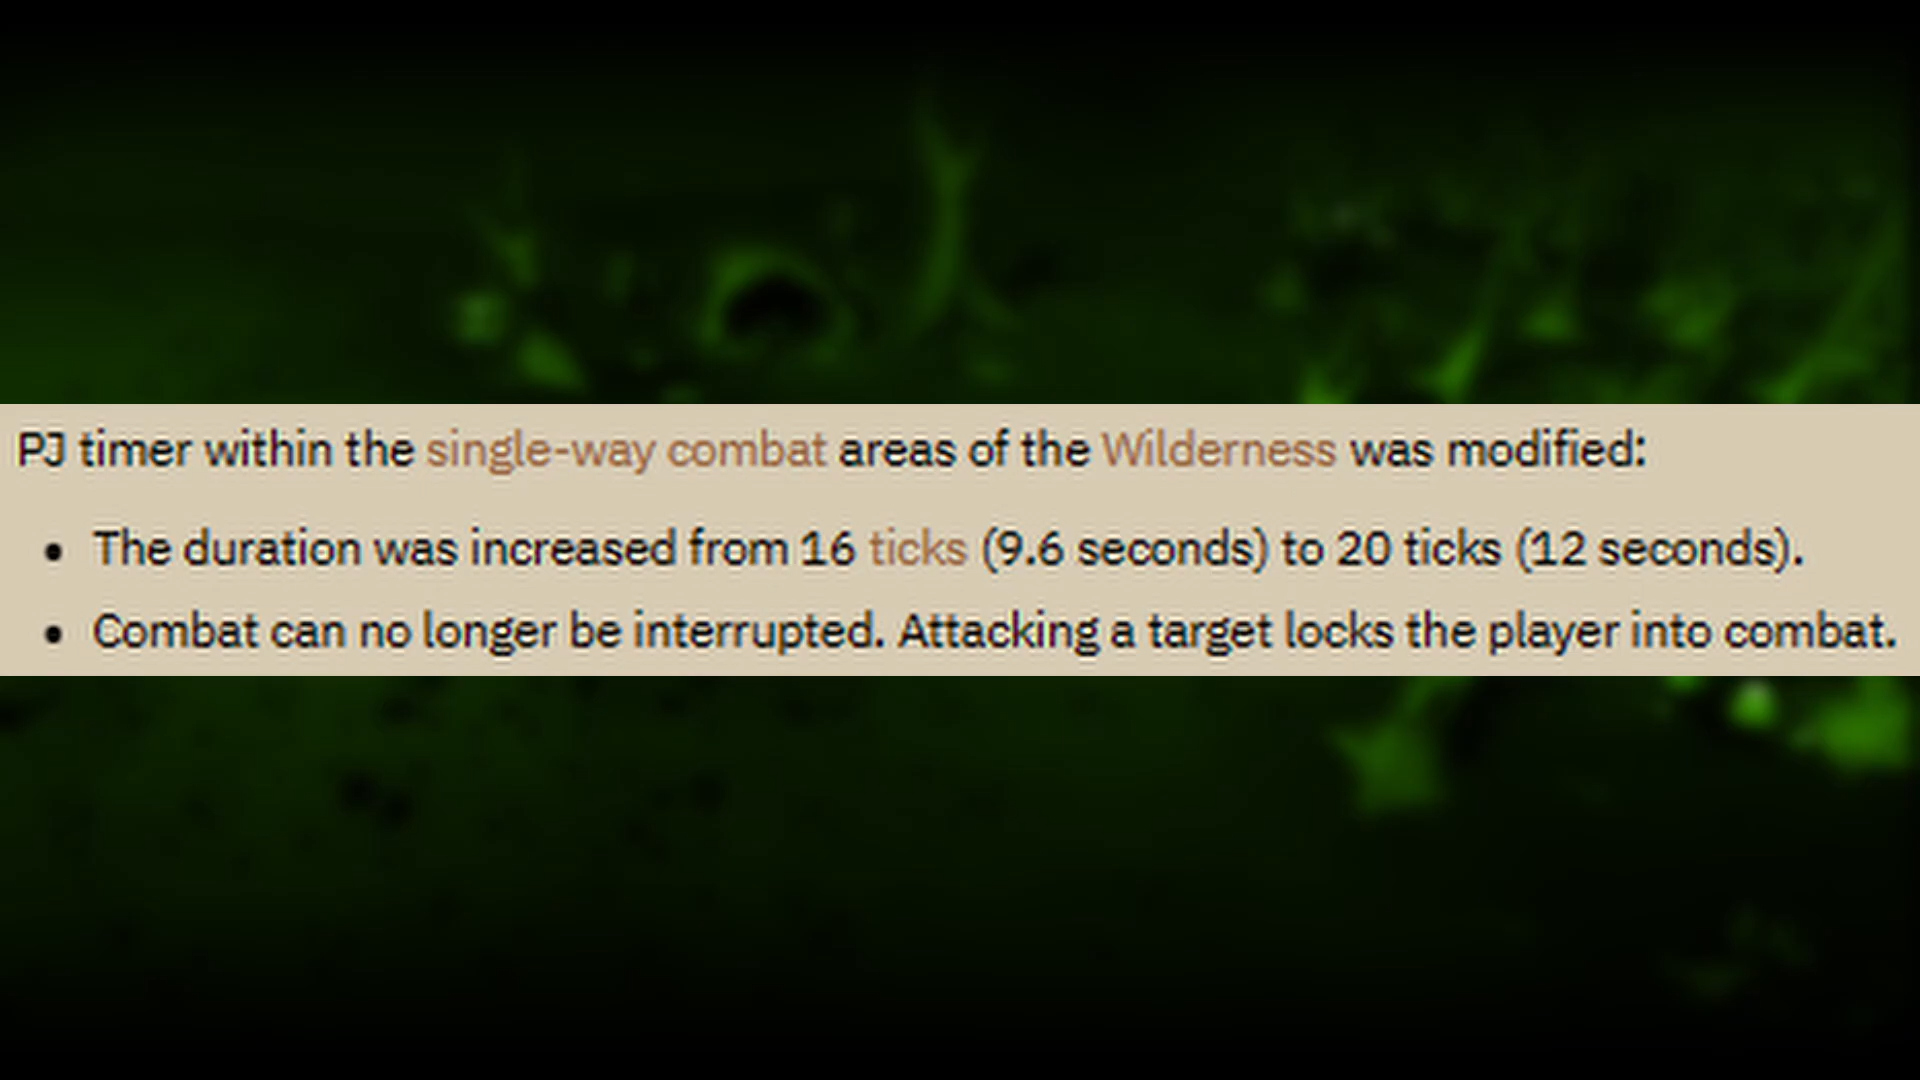 PJ timer within the single-way combat areas of the Wilderness was modified:
• The duration was increased from 16 ticks (9.6 seconds) to 20 ticks (12 seconds).
• Combat can no longer be interrupted. Attacking a target locks the player into combat.